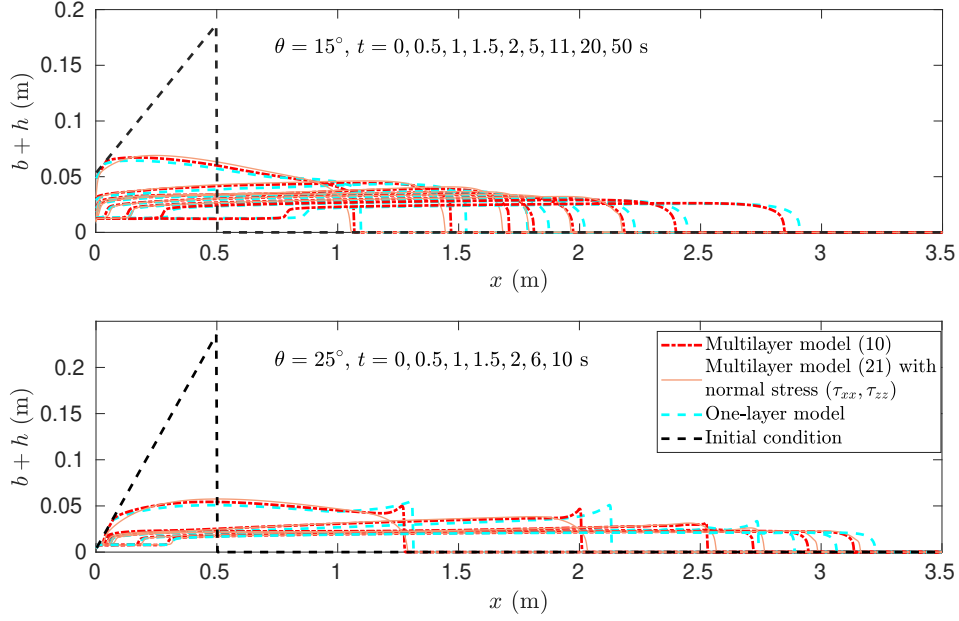 0.2
0.15
0.1
0.05
0
b + h (m)
θ = 15°, t = 0, 0.5, 1, 1.5, 2, 5, 11, 20, 50 s
0 0.5 1 1.5 2 2.5 3 3.5
x (m)
0.2
0.15
0.1
0.05
0
b + h (m)
θ = 25°, t = 0, 0.5, 1, 1.5, 2, 6, 10 s
Multilayer model (10)
Multilayer model (21) with
normal stress (τxx, τzz)
One-layer model
Initial condition
0 0.5 1 1.5 2 2.5 3 3.5
x (m)